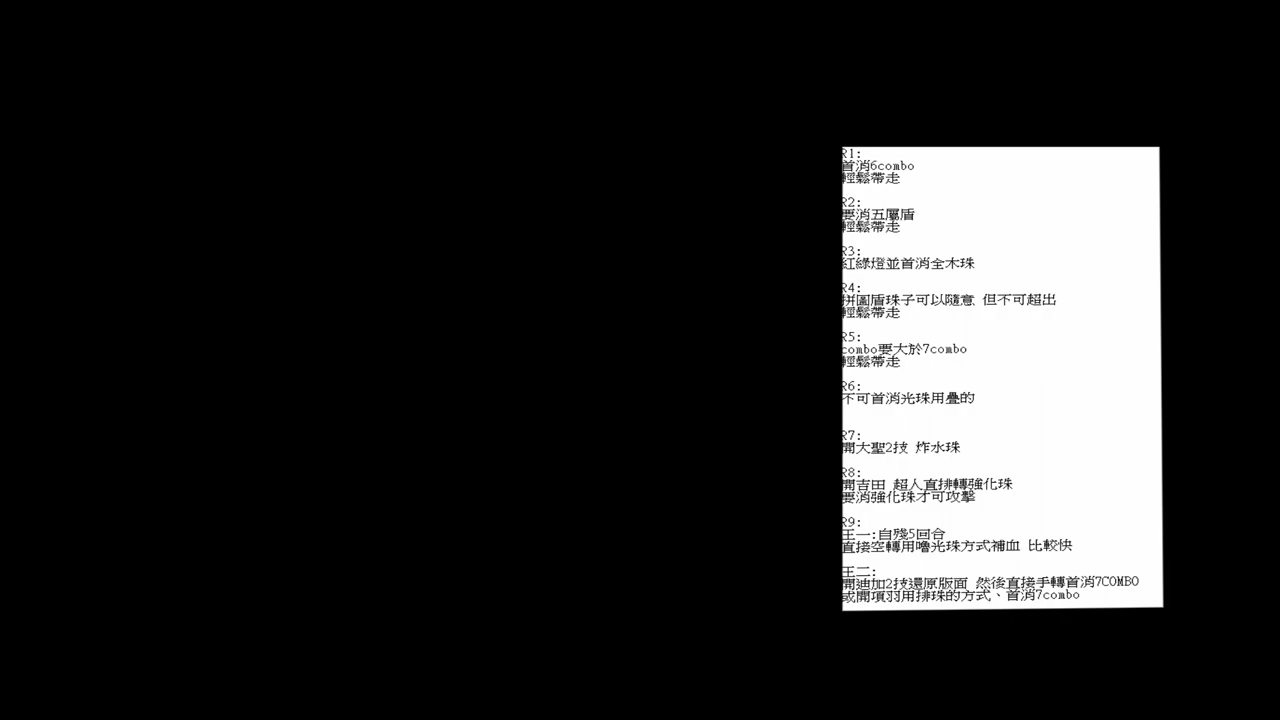 R1:
首消6combo
輕鬆帶走
R2:
要消五屬盾
輕鬆帶走
R3:
紅綠燈並首消全木珠
R4:
拼圖盾珠子可以隨意 但不可超出
輕鬆帶走
R5:
combo要大於7combo
輕鬆帶走
R6:
不可首消光珠用疊的
R7:
開大聖2技 炸水珠
R8:
開吉田 超人直排轉強化珠
要消強化珠才可攻擊
R9:
王一:自殘5回合
直接空轉用嚕光珠方式補血 比較快
王二:
開迪加2技還原版面 然後直接手轉首消7COMBO
或開項羽用排珠的方式、首消7combo